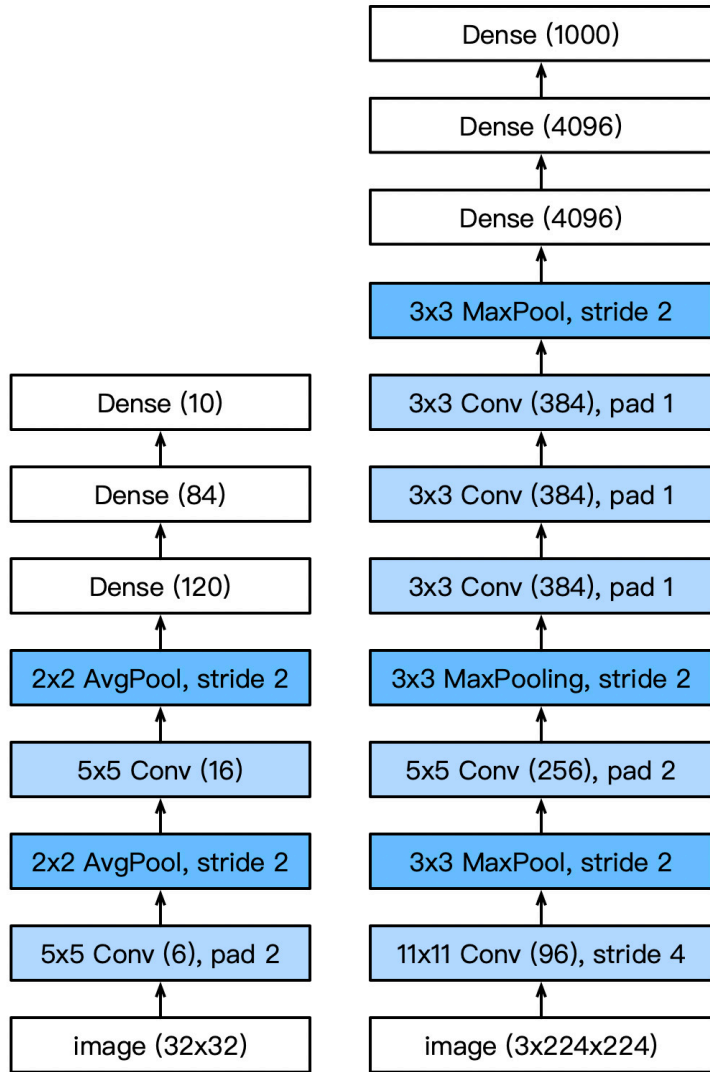 Dense (10)
Dense (84)
Dense (120)
2x2 AvgPool, stride 2
5x5 Conv (16)
2x2 AvgPool, stride 2
5x5 Conv (6), pad 2
image (32x32)
Dense (1000)
Dense (4096)
Dense (4096)
3x3 MaxPool, stride 2
3x3 Conv (384), pad 1
3x3 Conv (384), pad 1
3x3 Conv (384), pad 1
3x3 MaxPooling, stride 2
5x5 Conv (256), pad 2
3x3 MaxPool, stride 2
11x11 Conv (96), stride 4
image (3x224x224)